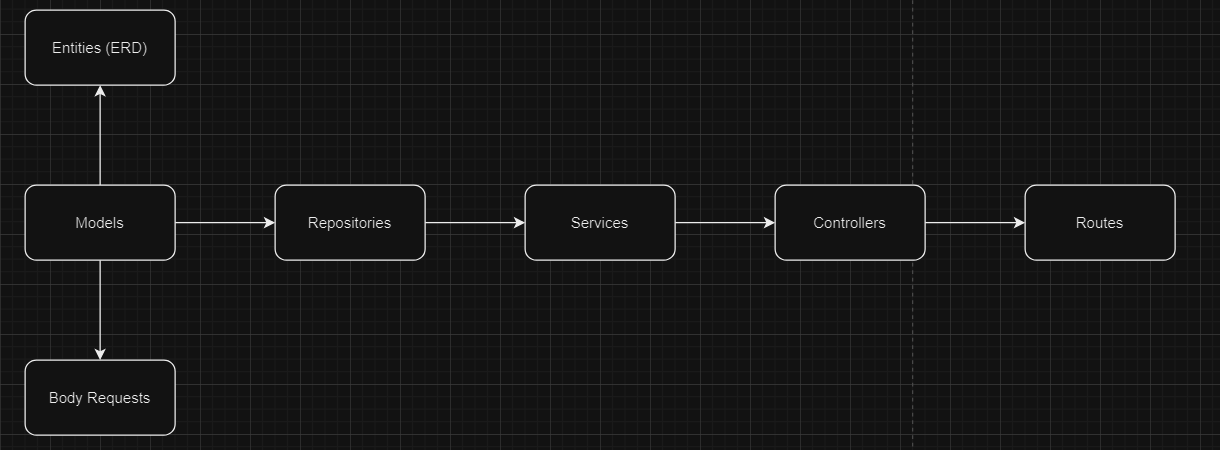 Entities (ERD)
Models
Repositories
Services
Controllers
Routes
Body Requests